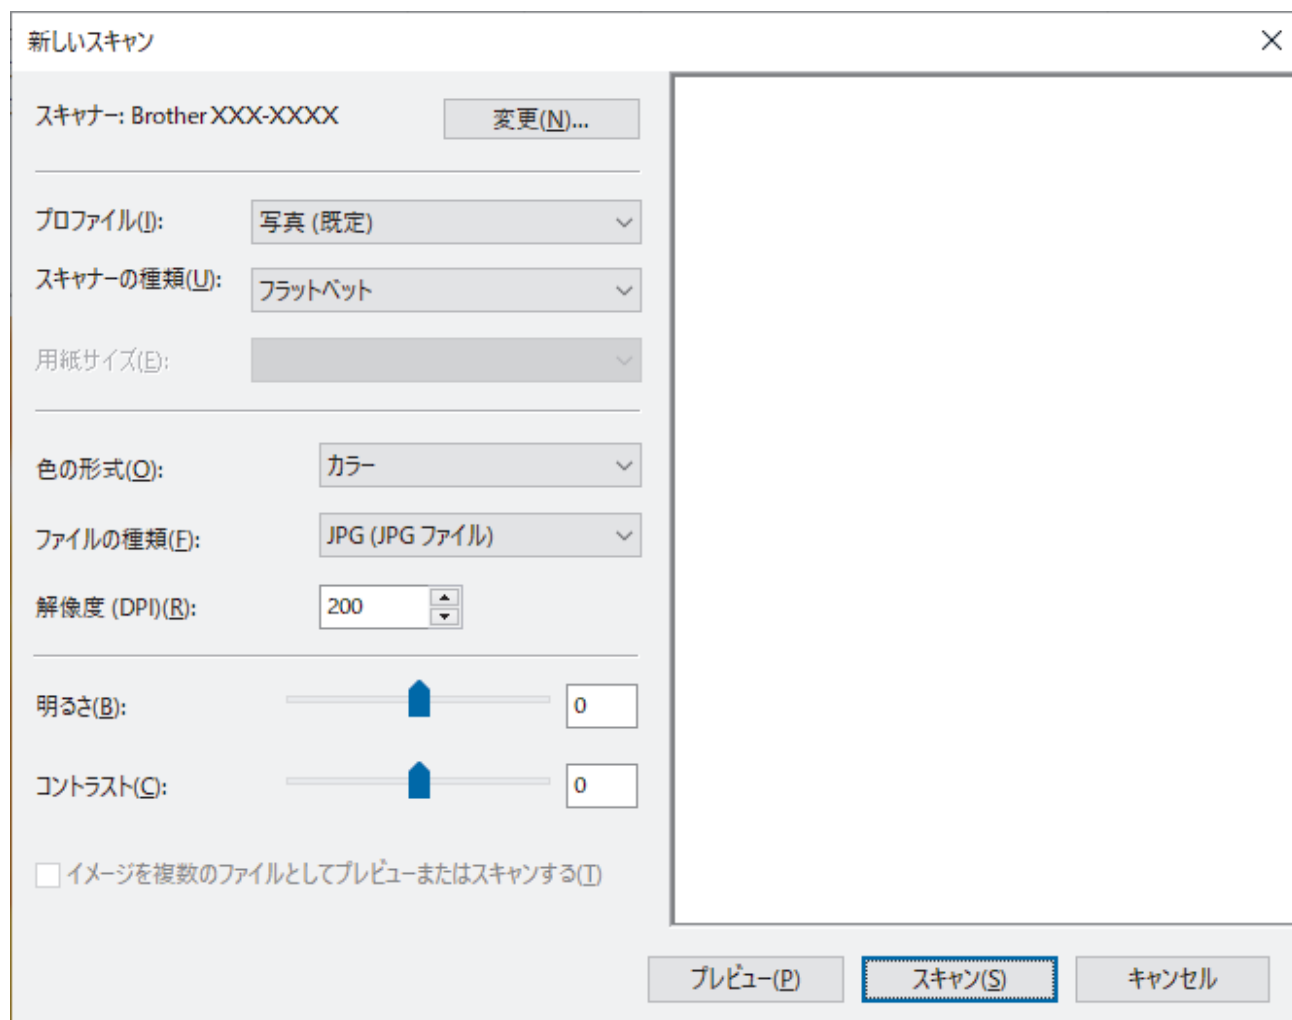 新しいスキャン
スキャナー: Brother XXX-XXXX 変更(N)...
プロファイル(I): 写真 (既定)
スキャナーの種類(U): フラットベット
用紙サイズ(E):
色の形式(O): カラー
ファイルの種類(F): JPG (JPG ファイル)
解像度 (DPI)(R): 200
明るさ(B): 0
コントラスト(C): 0
イメージを複数のファイルとしてプレビューまたはスキャンする(T)
プレビュー(P) スキャン(S) キャンセル